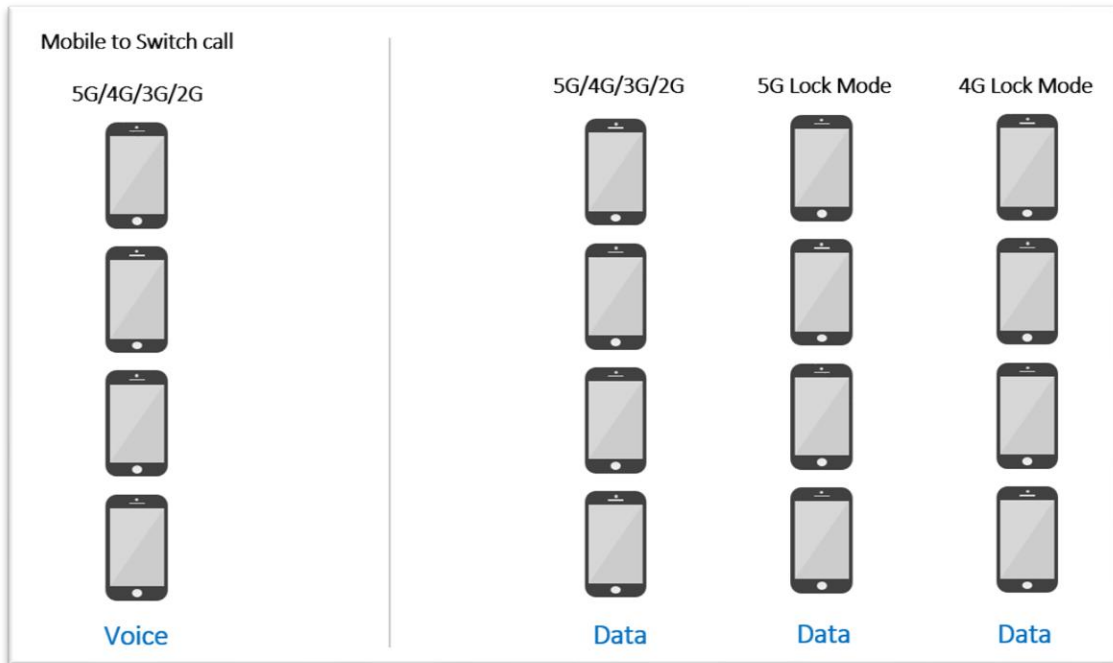 Mobile to Switch call
5G/4G/3G/2G
5G/4G/3G/2G
5G Lock Mode
4G Lock Mode
Voice
Data
Data
Data